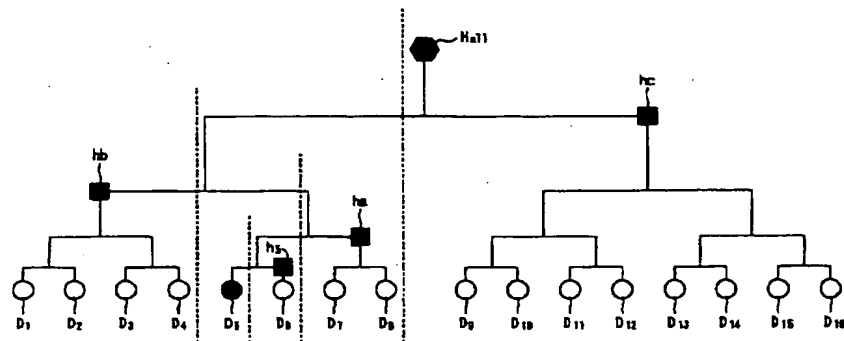 Hall
hc
hb
ha
hs
D1 D2 D3 D4 D5 D6 D7 D8 D9 D10 D11 D12 D13 D14 D15 D16